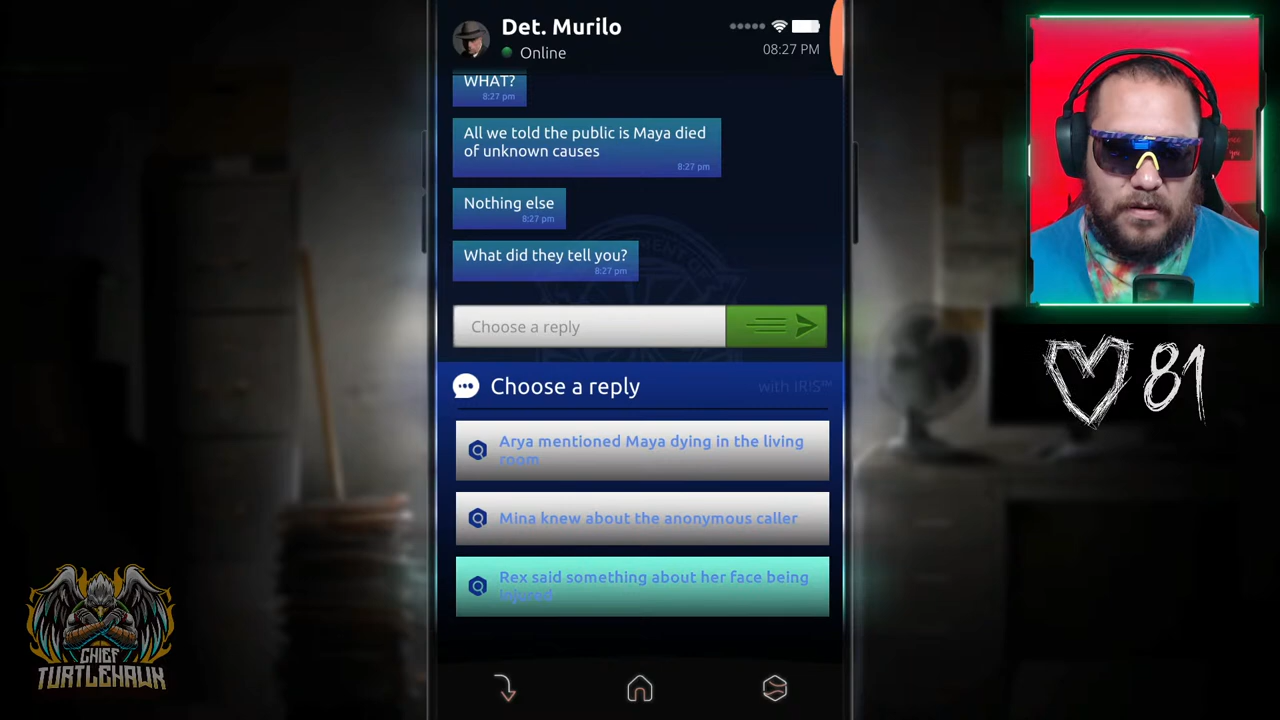 Det. Murilo
Online
08:27 PM
WHAT?
8:27 pm
All we told the public is Maya died
of unknown causes
8:27 pm
Nothing else
8:27 pm
What did they tell you?
8:27 pm
Choose a reply
Choose a reply
with IRIS™
Arya mentioned Maya dying in the living
room
Mina knew about the anonymous caller
Rex said something about her face being
injured
81
CHIEF
TURTLEHAWK